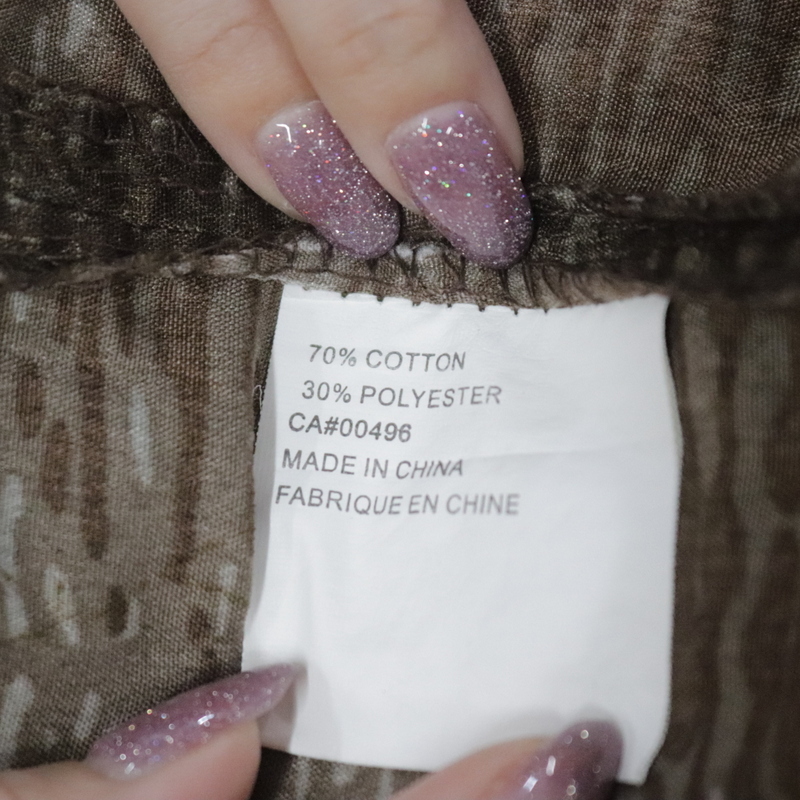 70% COTTON
30% POLYESTER
CA#00496
MADE IN CHINA
FABRIQUE EN CHINE